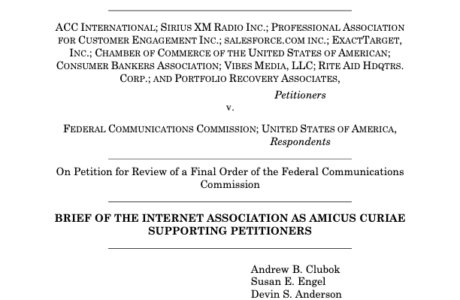 ACC INTERNATIONAL; SIRIUS XM RADIO INC.; PROFESSIONAL ASSOCIATION
FOR CUSTOMER ENGAGEMENT INC.; SALESFORCE.COM INC.; EXACTTARGET,
INC.; CHAMBER OF COMMERCE OF THE UNITED STATES OF AMERICAN;
CONSUMER BANKERS ASSOCIATION; VIBES MEDIA, LLC; RITE AID HDQTRS.
CORP.; AND PORTFOLIO RECOVERY ASSOCIATES,
Petitioners
v.
FEDERAL COMMUNICATIONS COMMISSION; UNITED STATES OF AMERICA,
Respondents
On Petition for Review of a Final Order of the Federal Communications
Commission
BRIEF OF THE INTERNET ASSOCIATION AS AMICUS CURIAE
SUPPORTING PETITIONERS
Andrew B. Clubok
Susan E. Engel
Devin S. Anderson